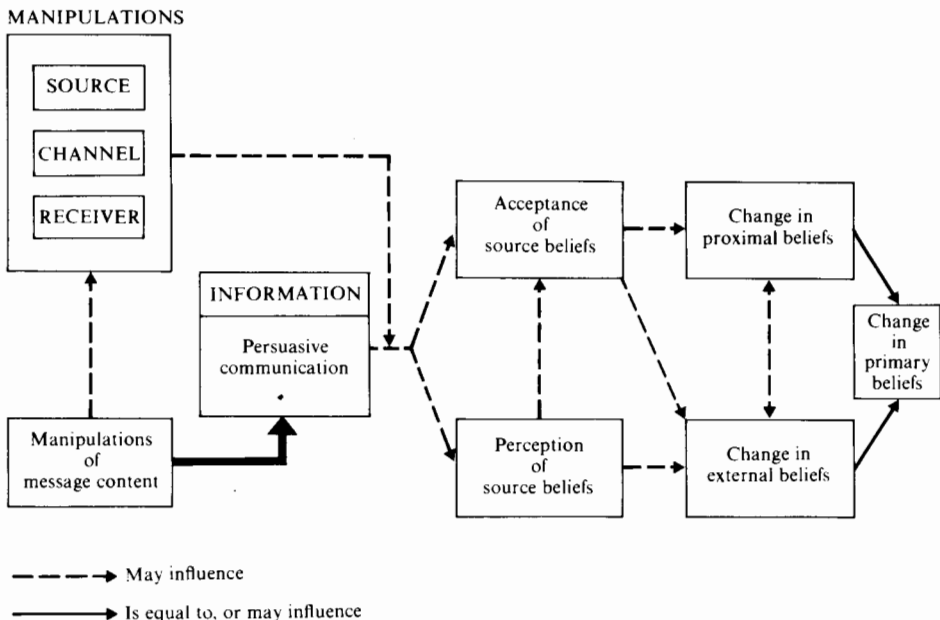 MANIPULATIONS
SOURCE
CHANNEL
RECEIVER
INFORMATION
Persuasive
communication
Manipulations
of
message content
Acceptance
of
source beliefs
Perception
of
source beliefs
Change in
proximal beliefs
Change in
external beliefs
Change
in
primary
beliefs
May influence
Is equal to, or may influence